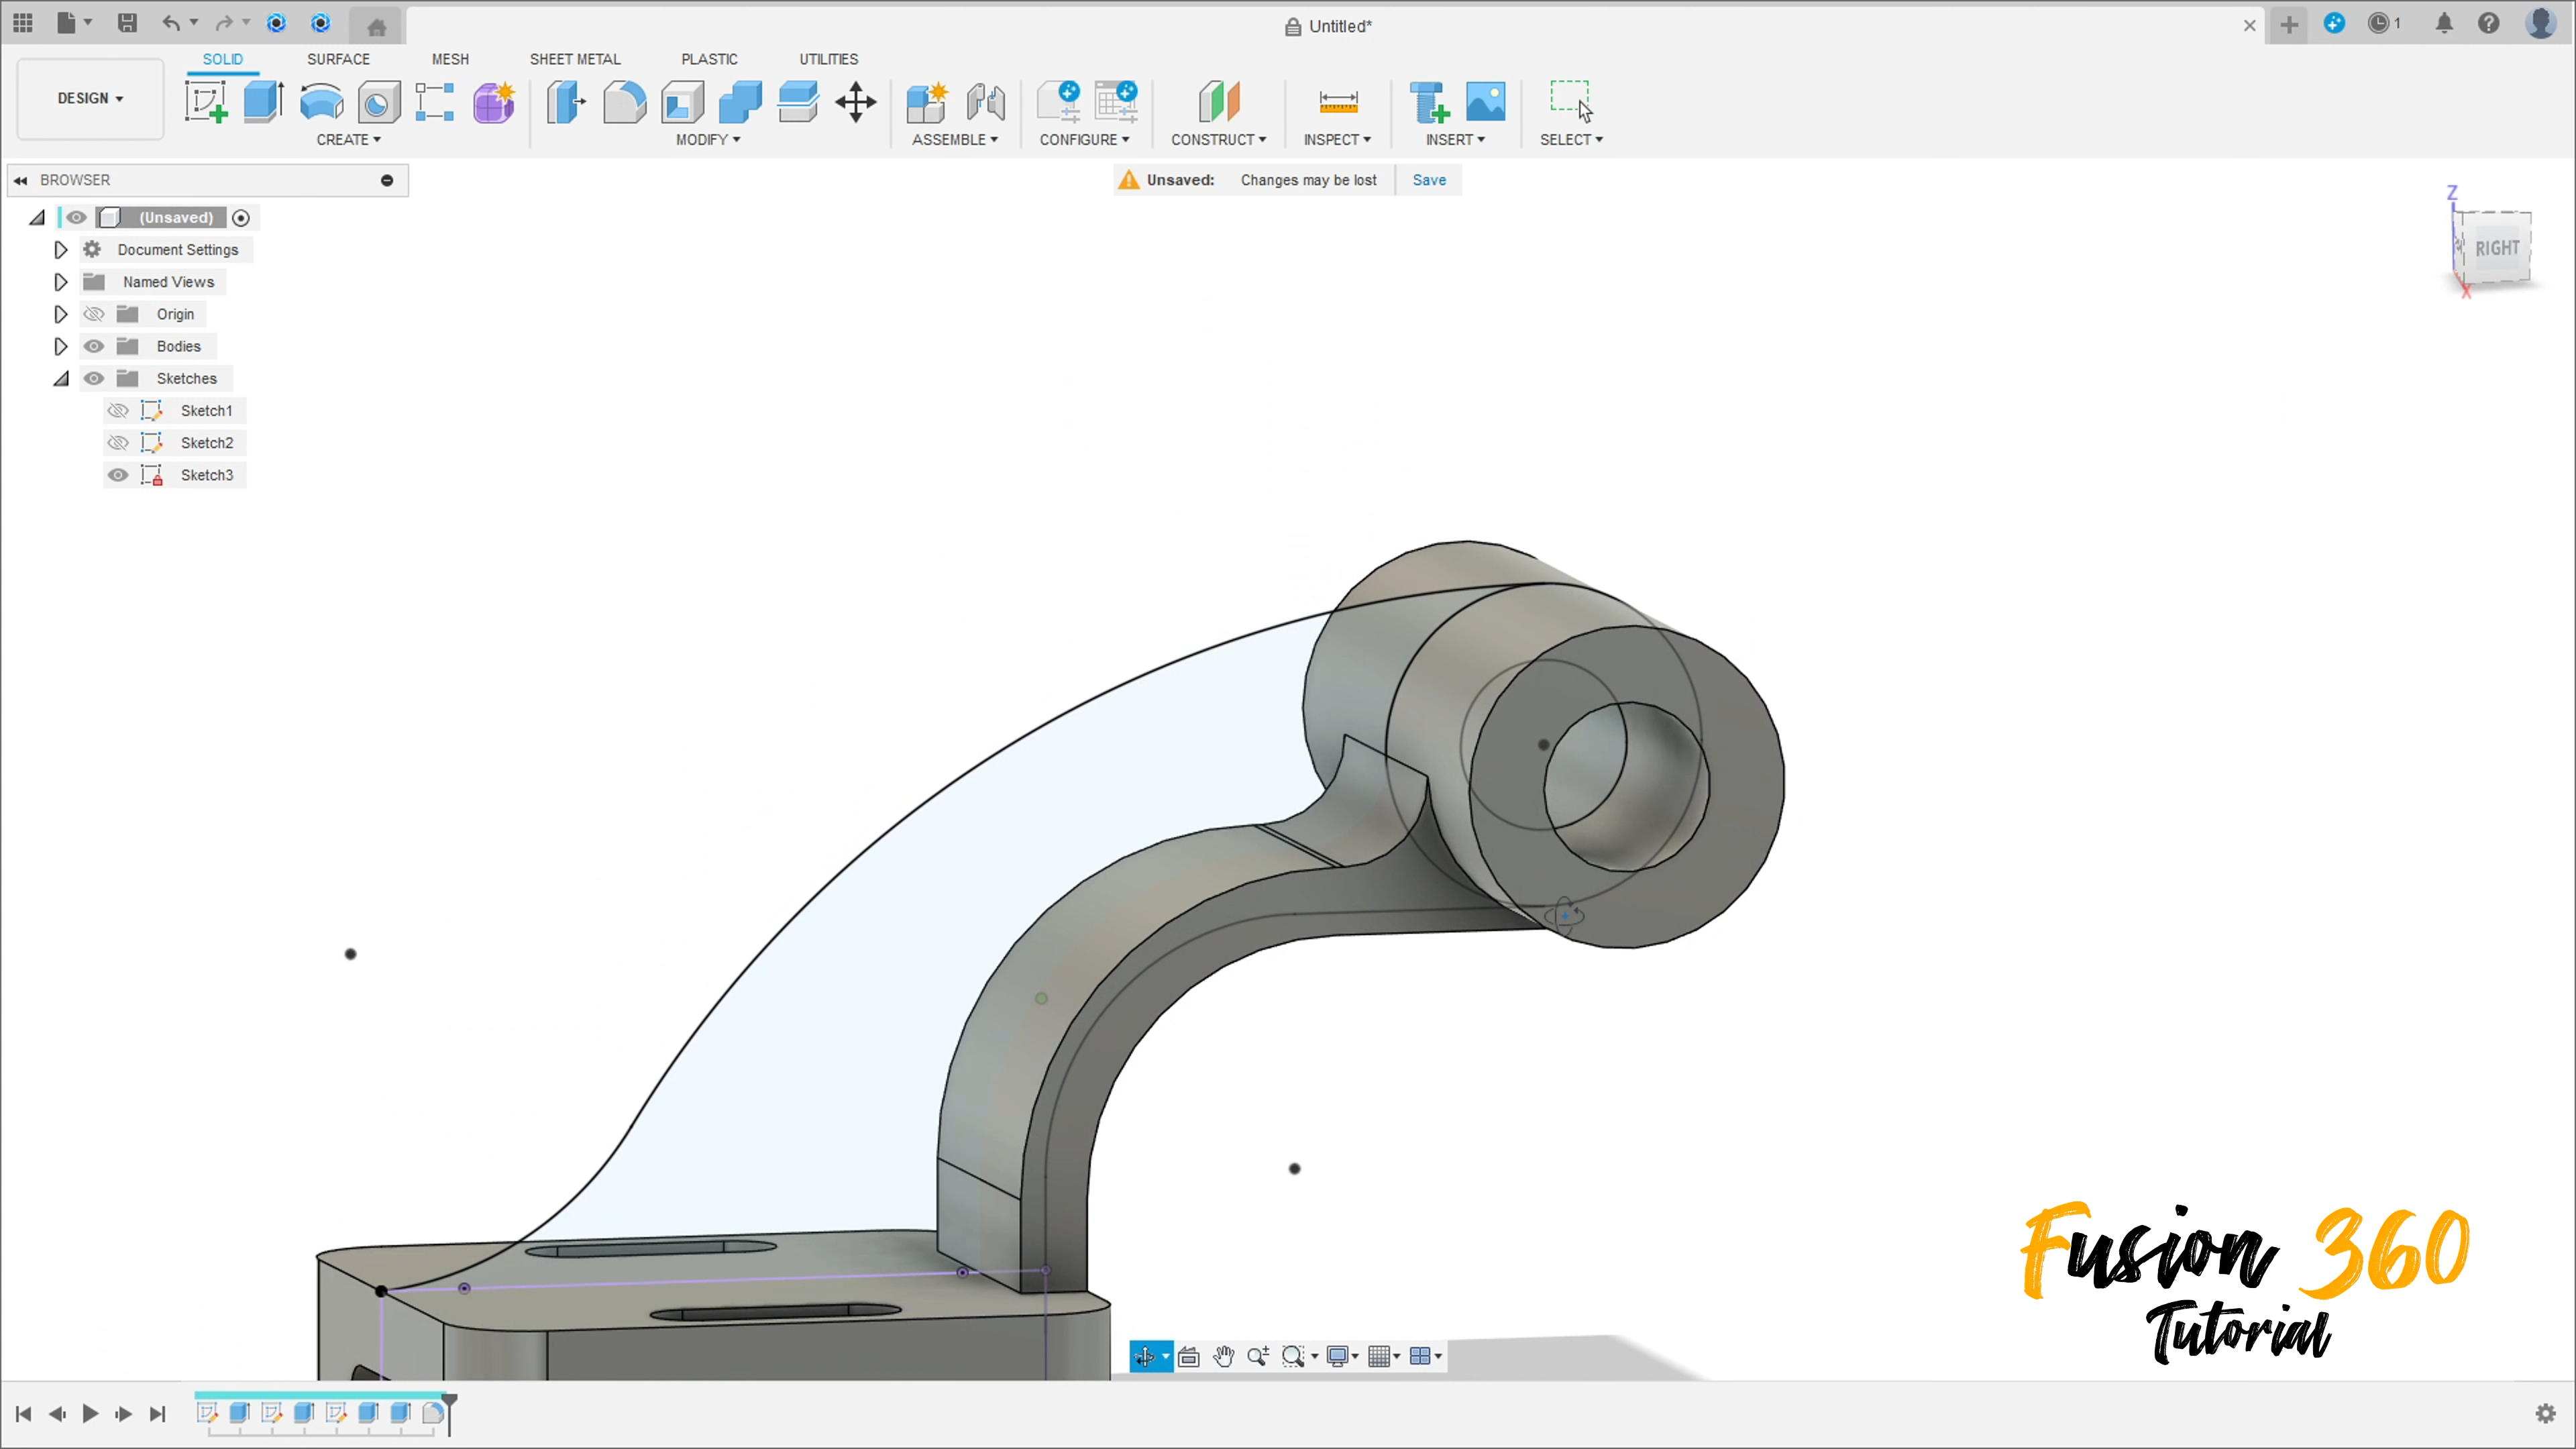 Untitled*
1
SOLID SURFACE MESH SHEET METAL PLASTIC UTILITIES
DESIGN
CREATE MODIFY ASSEMBLE CONFIGURE CONSTRUCT INSPECT INSERT SELECT
BROWSER
Unsaved: Changes may be lost Save
(Unsaved)
Document Settings
Named Views
Origin
Bodies
Sketches
Sketch1
Sketch2
Sketch3
Z
RIGHT
X
Fusion 360
Tutorial